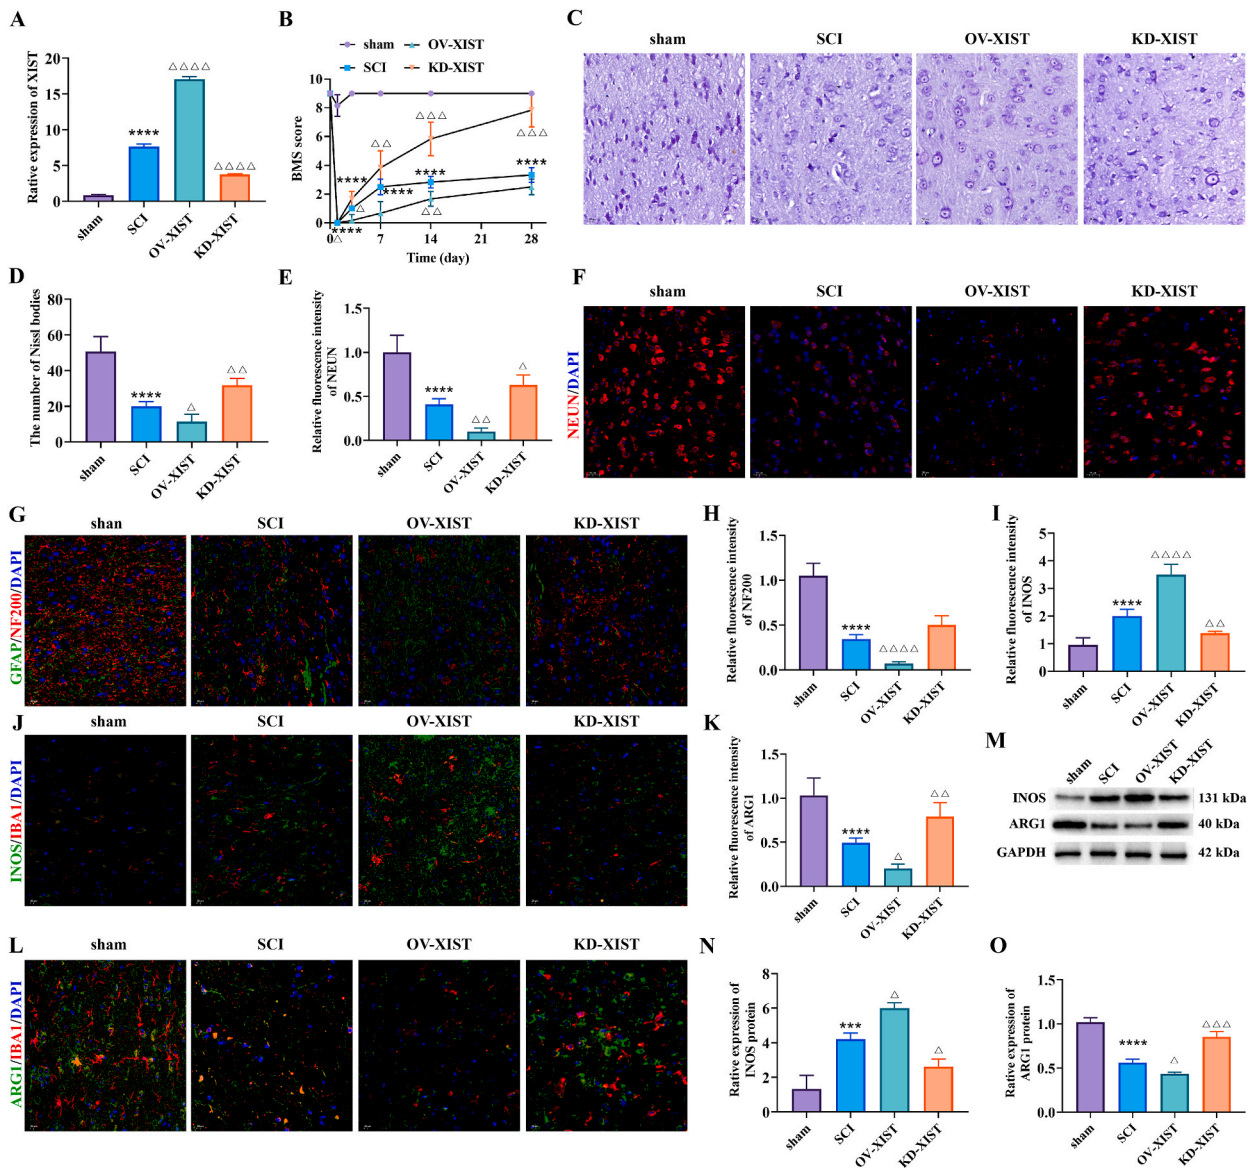 A
Rative expression of XIST
20
15
10
5
0
****
△△△△
△△△△
sham
SCI
OV-XIST
KD-XIST
B
sham
OV-XIST
SCI
KD-XIST
BMS score
9
8
6
4
2
0
****
△△
△△△
△△△
****
****
****
△
****
△
△△
0
7
14
21
28
Time (day)
C
sham
SCI
OV-XIST
KD-XIST
D
The number of Nissl bodies
80
60
40
20
0
****
△
△△
sham
SCI
OV-XIST
KD-XIST
E
Relative fluorescence intensity
of NEUN
1.5
1.0
0.5
0.0
****
△△
△
sham
SCI
OV-XIST
KD-XIST
F
sham
SCI
OV-XIST
KD-XIST
NEUN/DAPI
G
shan
SCI
OV-XIST
KD-XIST
GFAP/NF200/DAPI
H
Relative fluorescence intensity
of NF200
1.5
1.0
0.5
0.0
****
△△△△
sham
SCI
OV-XIST
KD-XIST
I
Relative fluorescence intensity
of INOS
5
4
3
2
1
0
****
△△△△
△△
sham
SCI
OV-XIST
KD-XIST
J
sham
SCI
OV-XIST
KD-XIST
INOS/IBA1/DAPI
K
Relative fluorescence intensity
of ARG1
1.5
1.0
0.5
0.0
****
△
△△
sham
SCI
OV-XIST
KD-XIST
M
sham
SCI
OV-XIST
KD-XIST
INOS 131 kDa
ARG1 40 kDa
GAPDH 42 kDa
L
sham
SCI
OV-XIST
KD-XIST
ARG1/IBA1/DAPI
N
Rative expression of
INOS protein
8
6
4
2
0
***
△
△
sham
SCI
OV-XIST
KD-XIST
O
Rative expression of
ARG1 protein
1.5
1.0
0.5
0.0
****
△
△△△
sham
SCI
OV-XIST
KD-XIST